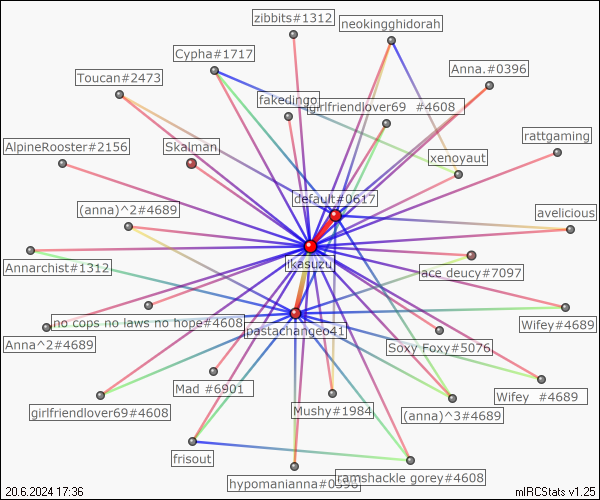 zibbits#1312
neokingghidorah
Cypha#1717
Anna.#0396
Toucan#2473
fakedingo
girlfriendlover69 #4608
rattgaming
AlpineRooster#2156
Skalman
xenoyaut
default#0617
(anna)^2#4689
avelicious
ikasuzu
Annarchist#1312
ace deucy#7097
no cops no laws no hope#4608
Wifey#4689
pastachangeo41
Anna^2#4689
Soxy Foxy#5076
Mad #6901
Wifey #4689
girlfriendlover69#4608
Mushy#1984
(anna)^3#4689
frisout
hypomanianna#0396
ramshackle gorey#4608
20.6.2024 17:36
mIRCStats v1.25